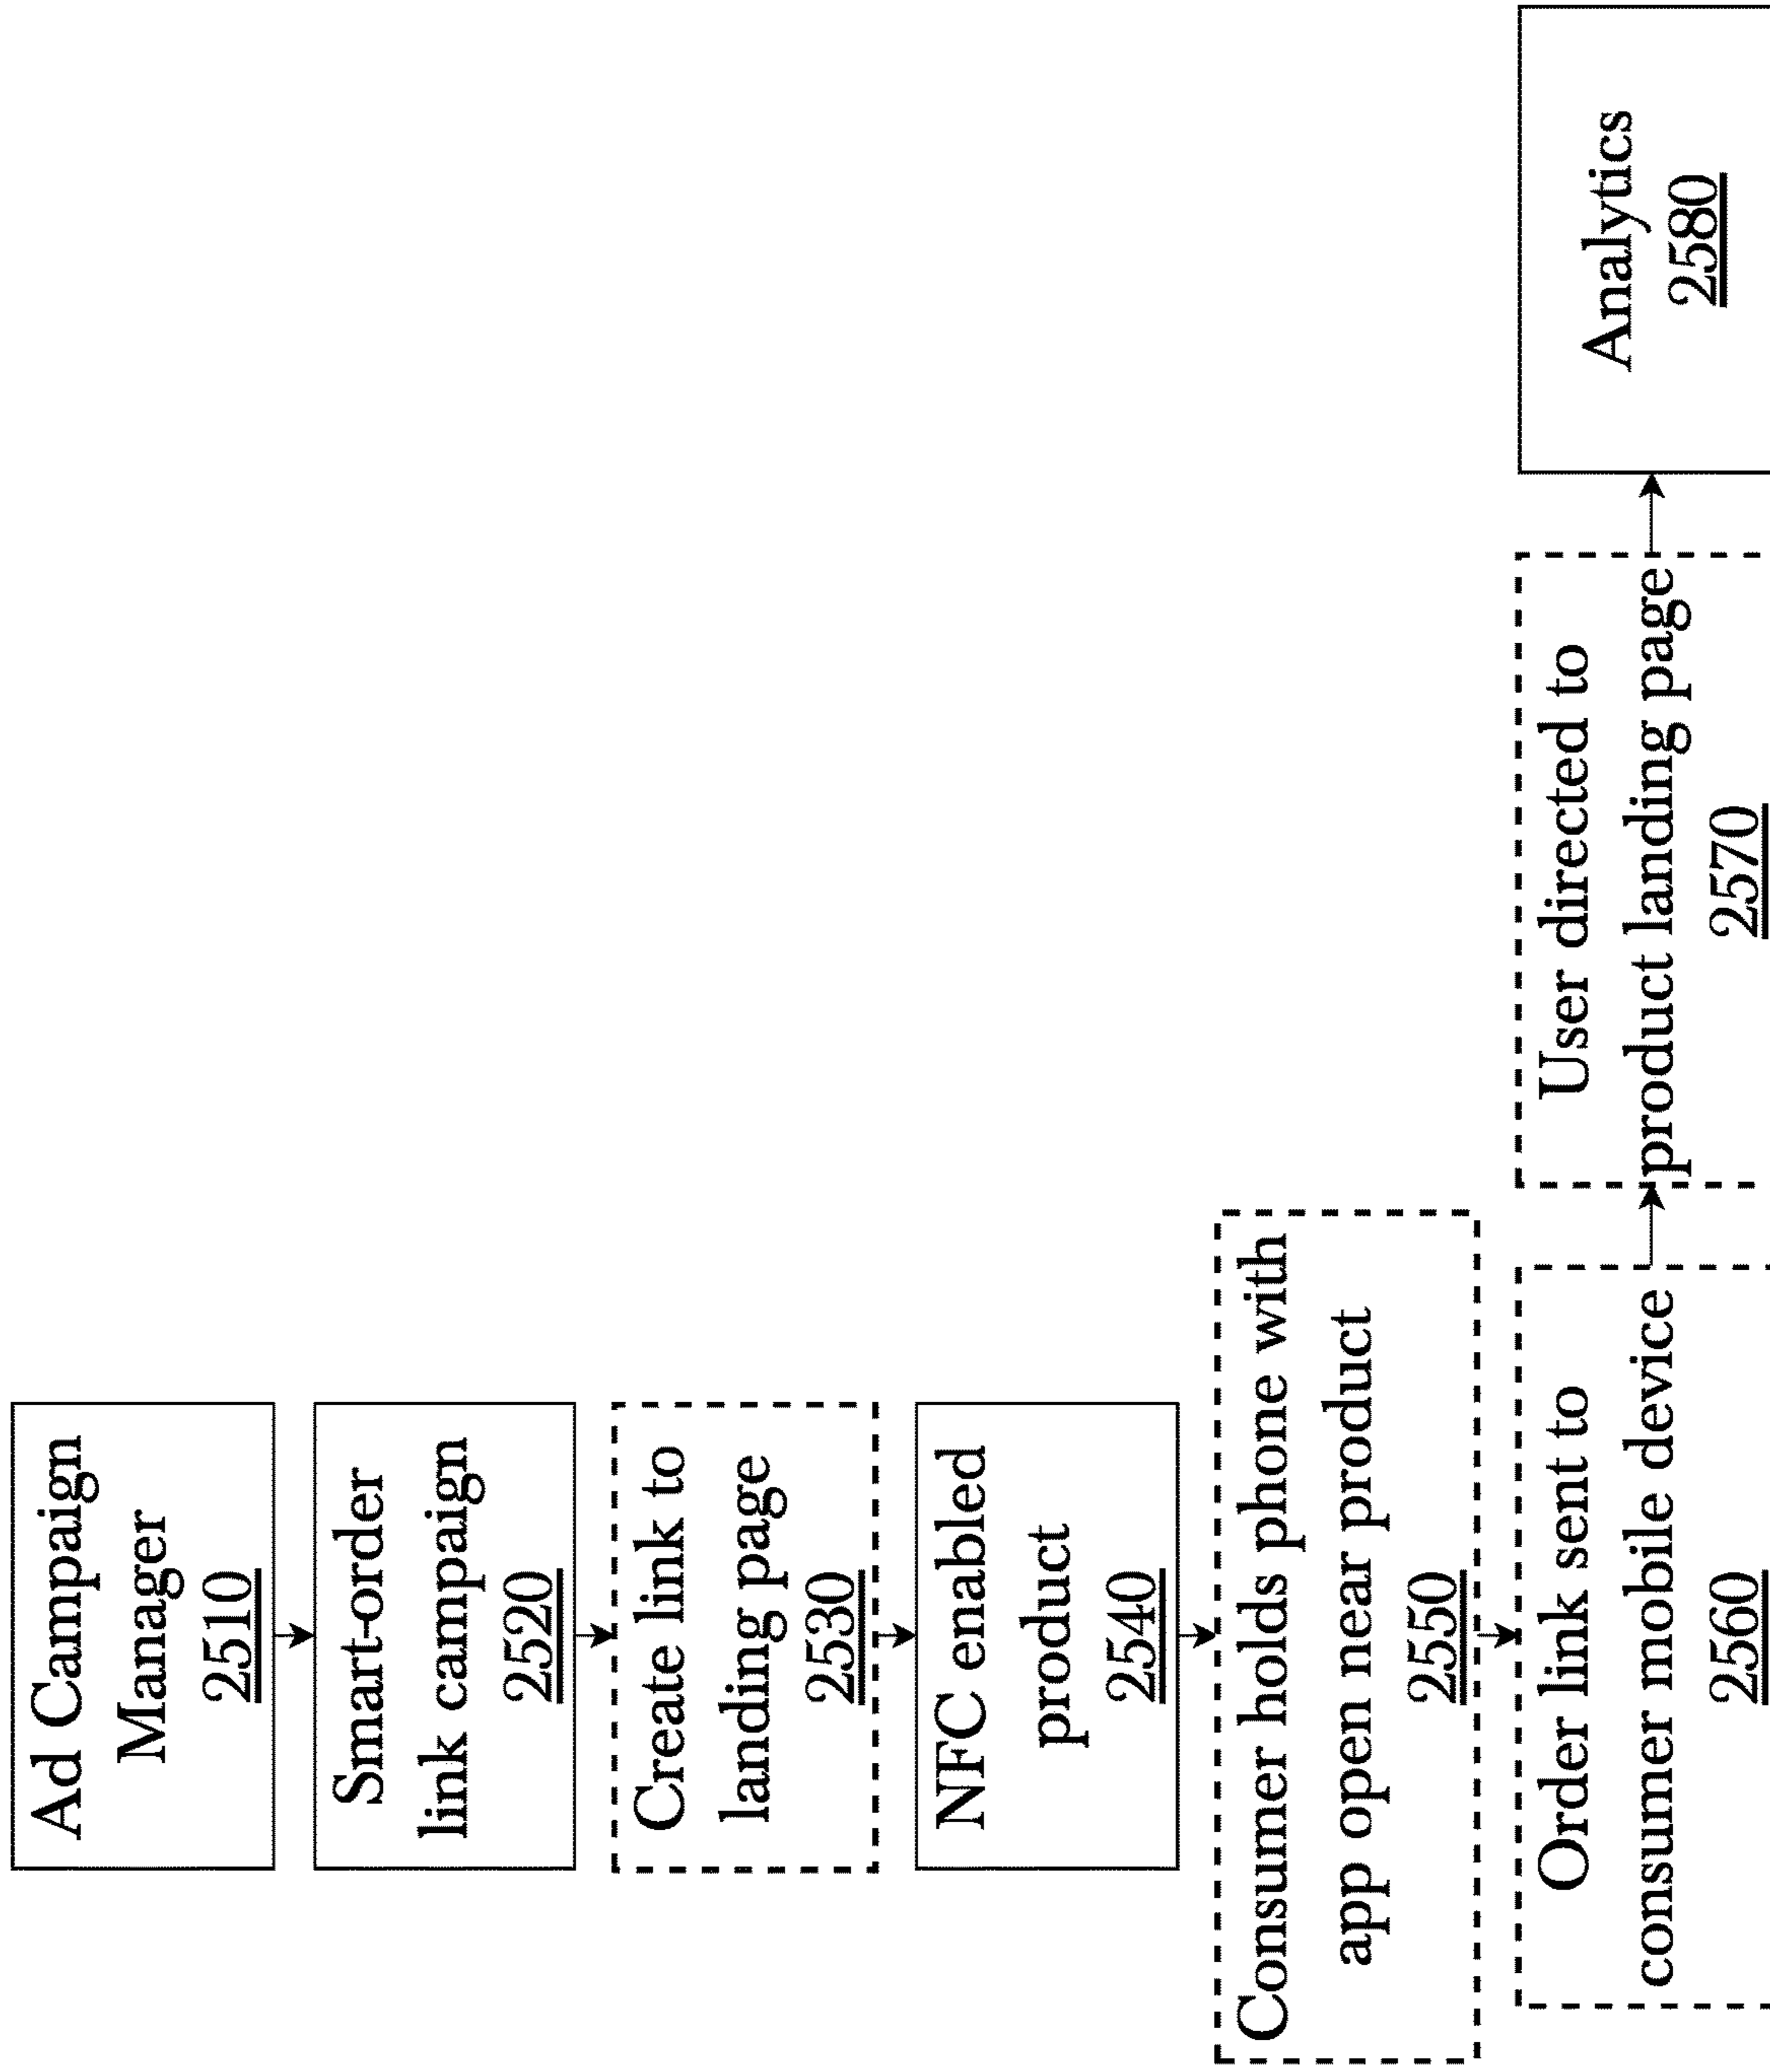 Ad Campaign
Manager
2510
Smart-order
link campaign
2520
Create link to
landing page
2530
NFC enabled
product
2540
Consumer holds phone with
app open near product
2550
Order link sent to
consumer mobile device
2560
User directed to
product landing page
2570
Analytics
2580